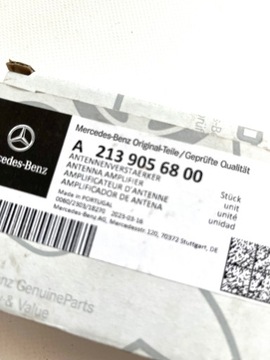 Mercedes-Benz Original-Teile/Geprüfte Qualität
A 213 905 68 00
ANTENNENVERSTAERKER
ANTENNA AMPLIFIER
AMPLIFICATEUR D'ANTENNE
AMPLIFICADOR DE ANTENA
Stück
unit
unité
unidad
Made in PORTUGAL
2023-03-16
Mercedes-Benz AG, Mercedesstr.120, 70372 Stuttgart, DE
cedes-Benz
nz GenuineParts
& Value